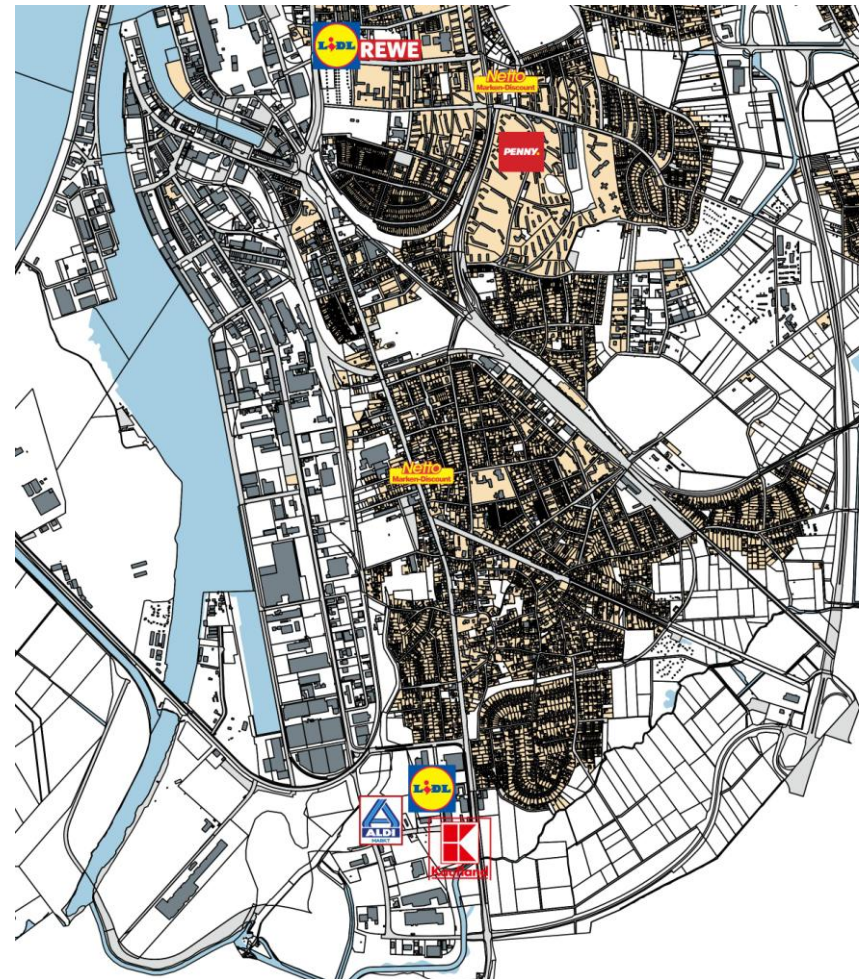 LiDL
REWE
Netto
Marken-Discount
PENNY.
Netto
Marken-Discount
LiDL
ALDI
MARKT
Kaufland